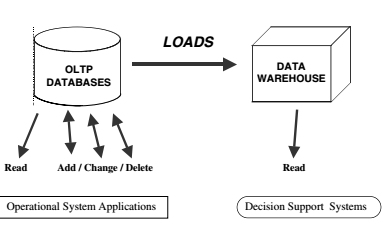 LOADS
OLTP
DATABASES
DATA
WAREHOUSE
Read
Add / Change / Delete
Read
Operational System Applications
Decision Support Systems